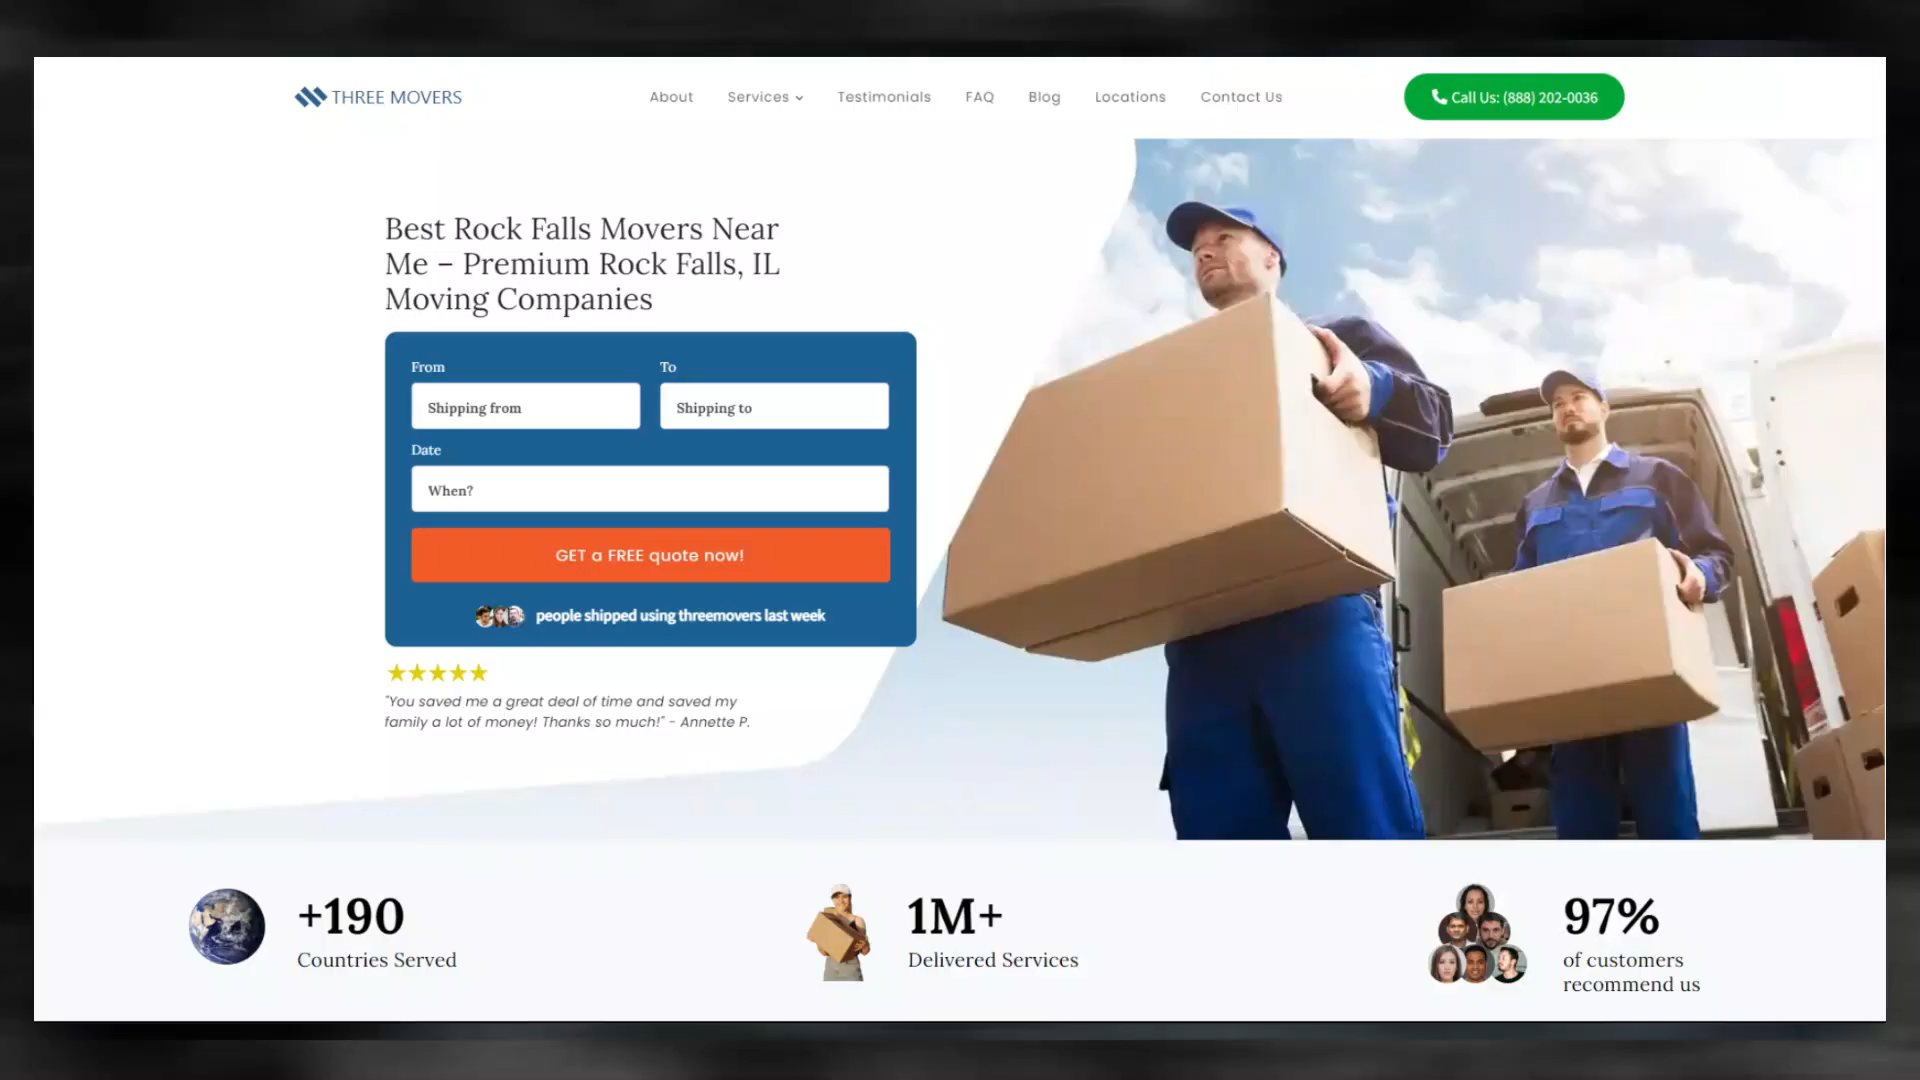 THREE MOVERS
About
Services
Testimonials
FAQ
Blog
Locations
Contact Us
Call Us: (888) 202-0036
Best Rock Falls Movers Near
Me – Premium Rock Falls, IL
Moving Companies
From
To
Shipping from
Shipping to
Date
When?
GET a FREE quote now!
people shipped using threemovers last week
"You saved me a great deal of time and saved my
family a lot of money! Thanks so much!" - Annette P.
+190
Countries Served
1M+
Delivered Services
97%
of customers
recommend us